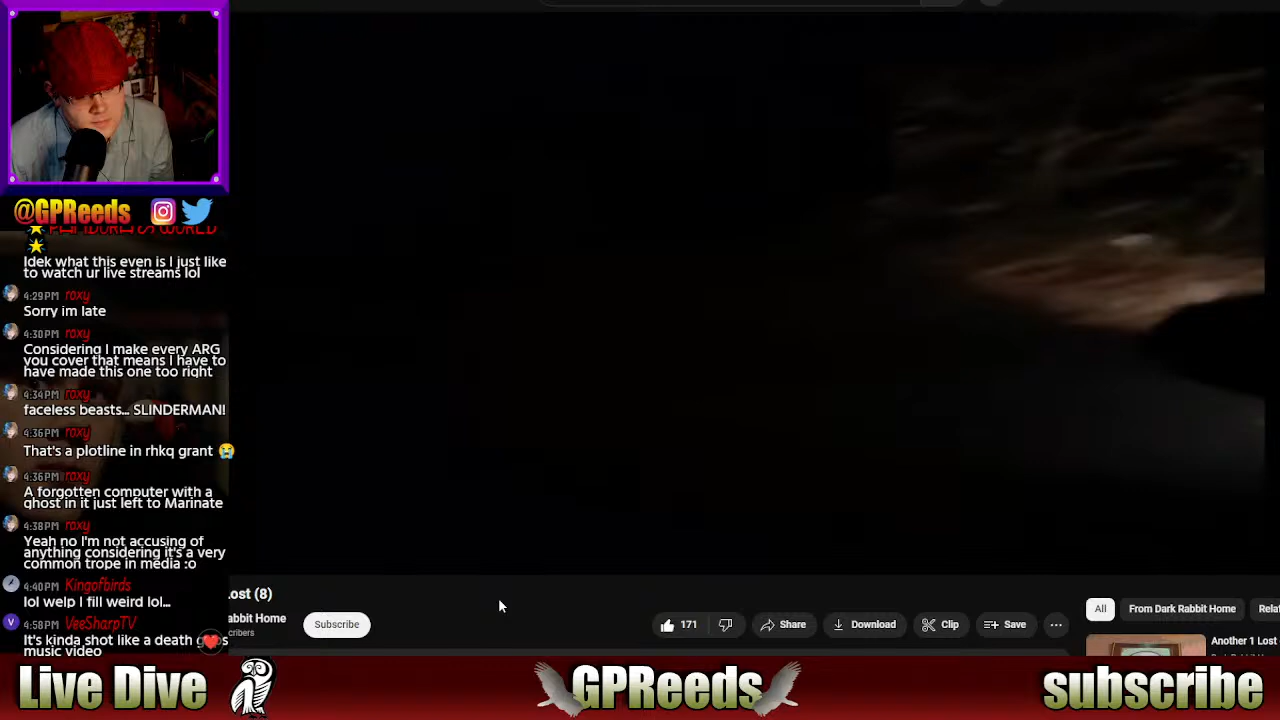 @GPReeds
PANDORA'S WORLD
Idek what this even is I just like
to watch ur live streams lol
4:29PM roxy
Sorry im late
4:30PM roxy
Considering I make every ARG
you cover that means I have to
have made this one too right
4:34PM roxy
faceless beasts... SLINDERMAN!
4:36PM roxy
That's a plotline in rhkq grant 😭
4:36PM roxy
A forgotten computer with a
ghost in it just left to Marinate
4:38PM roxy
Yeah no I'm not accusing of
anything considering it's a very
common trope in media :o
4:40PM Kingofbirds
lol welp I fill weird lol...
4:58PM VeeSharpTV
It's kinda shot like a death
music video
Lost (8)
abbit Home
cribers
Subscribe
171
Share
Download
Clip
Save
All
From Dark Rabbit Home
Rela
Another 1 Lost
Live Dive
GPReeds
subscribe